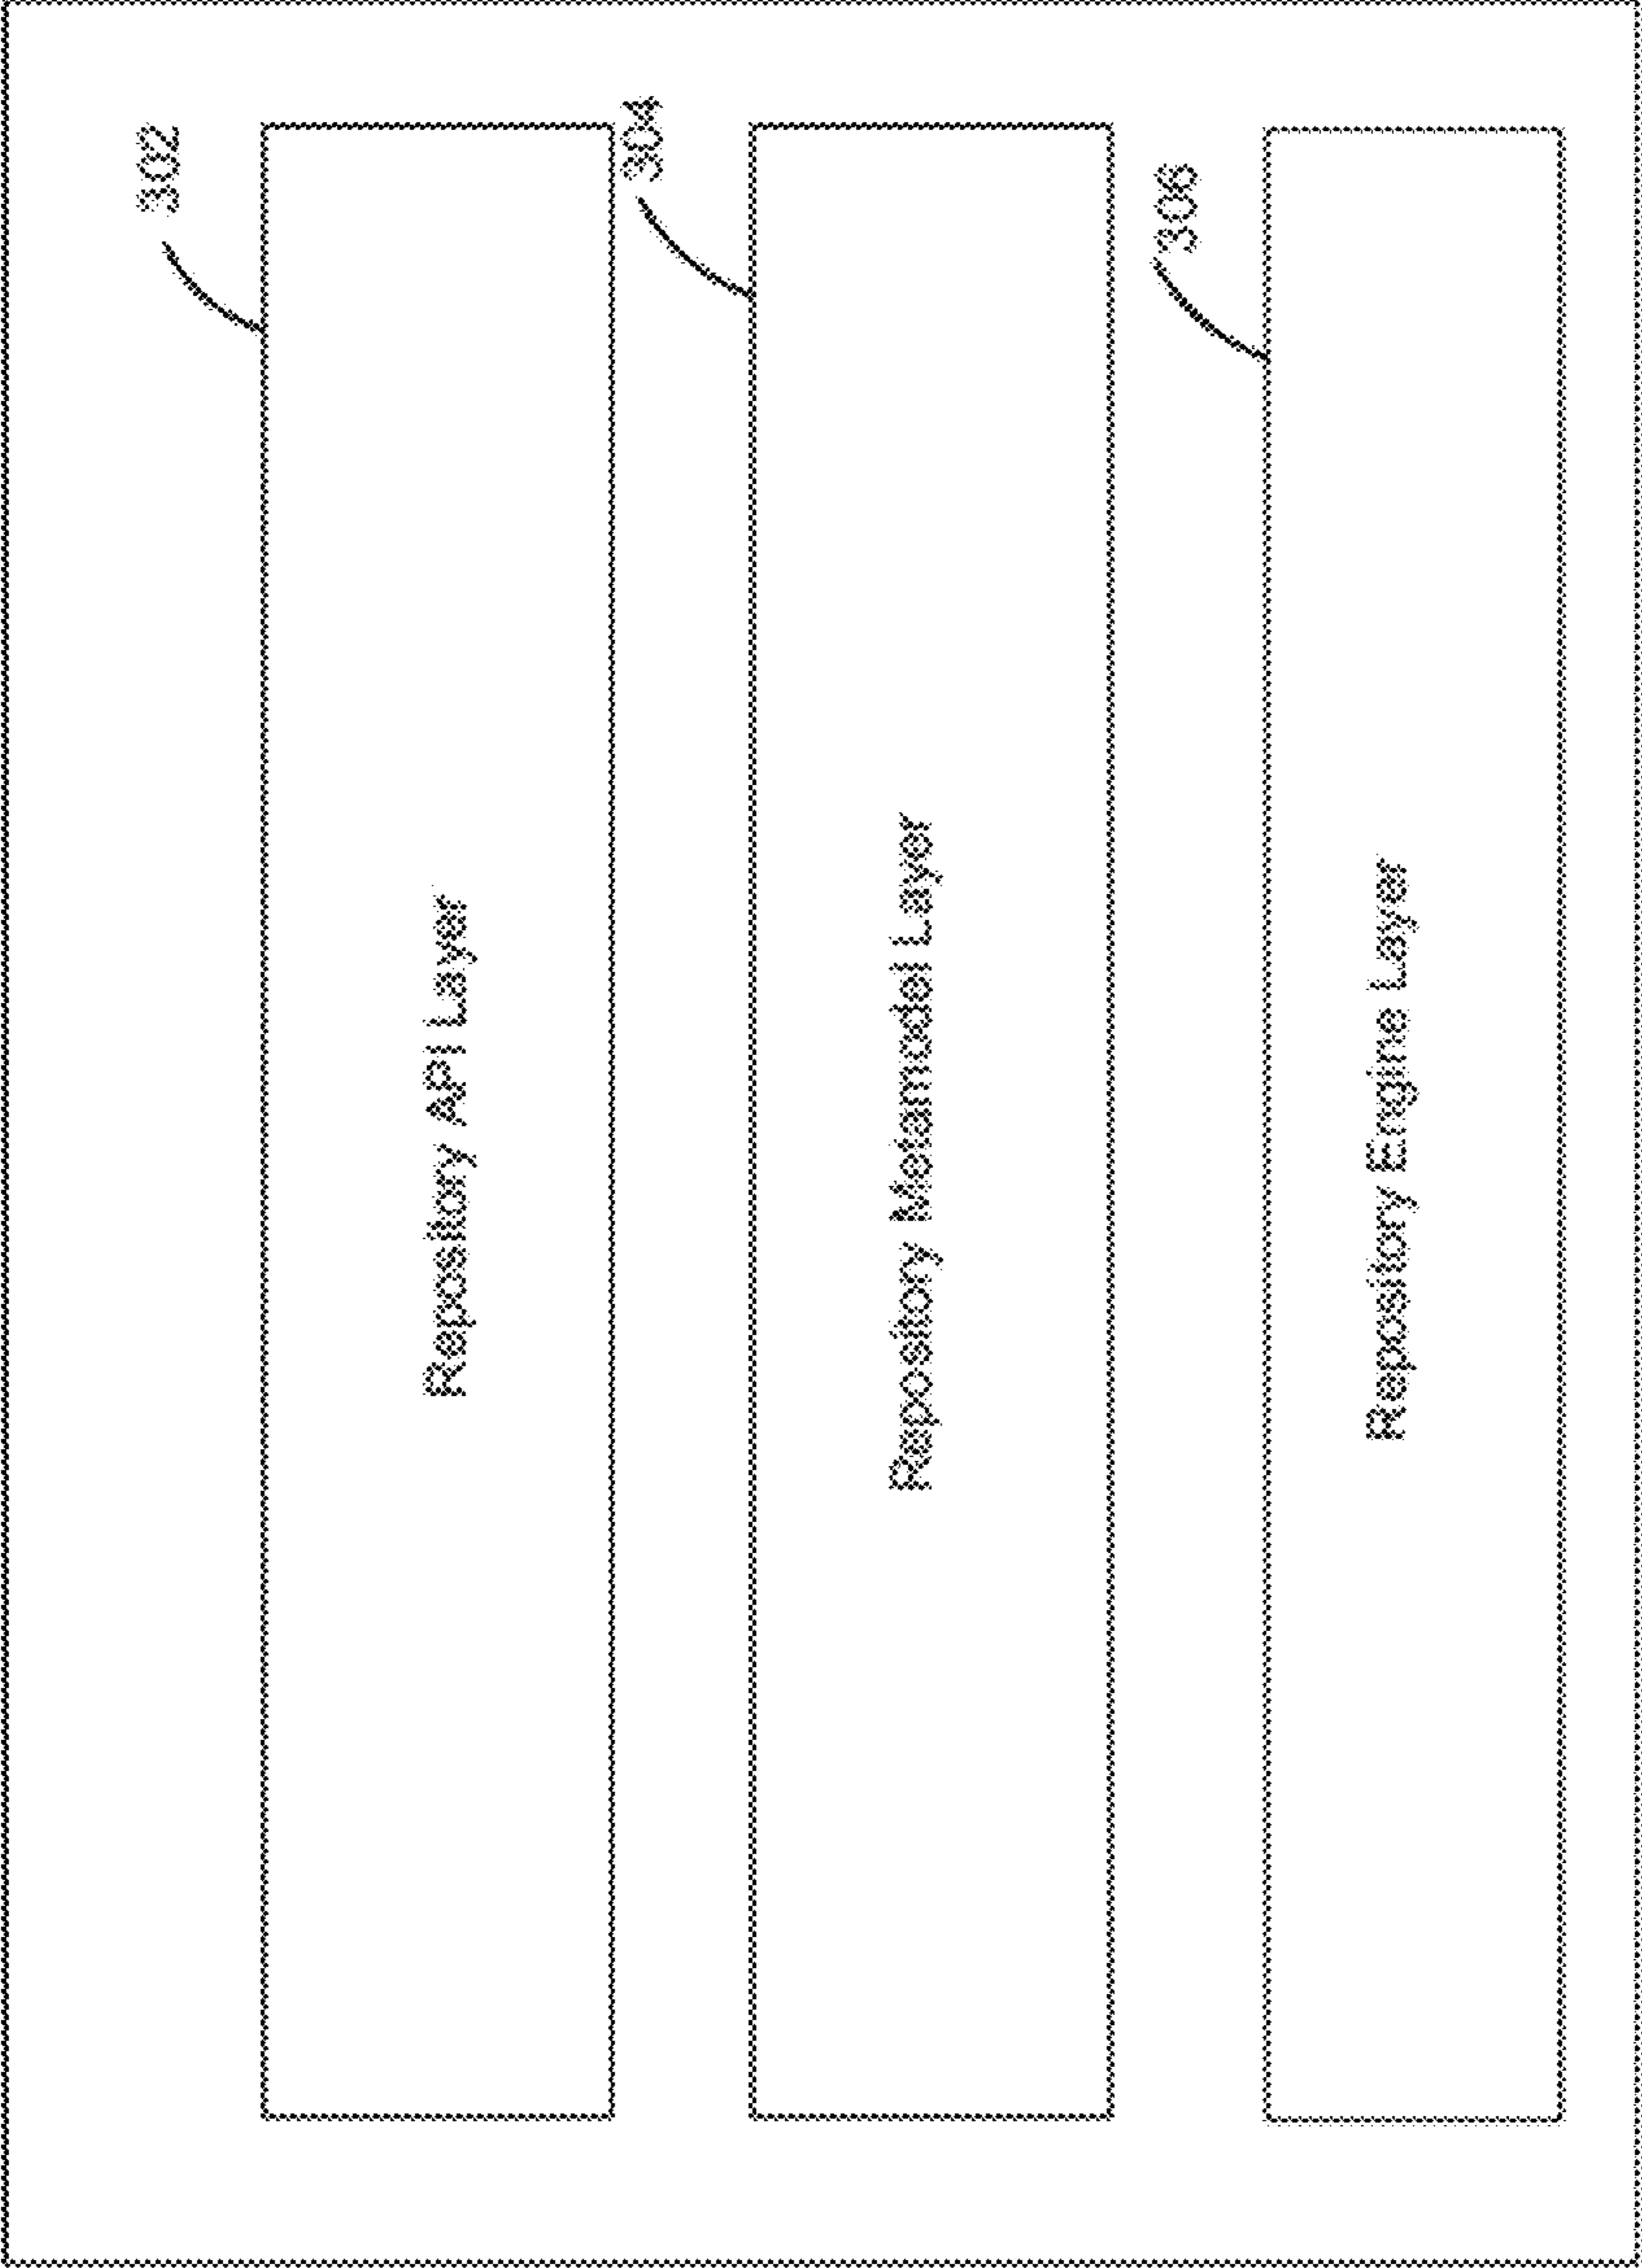 302
Repository API Layer
304
Repository Metamodel Layer
306
Repository Engine Layer